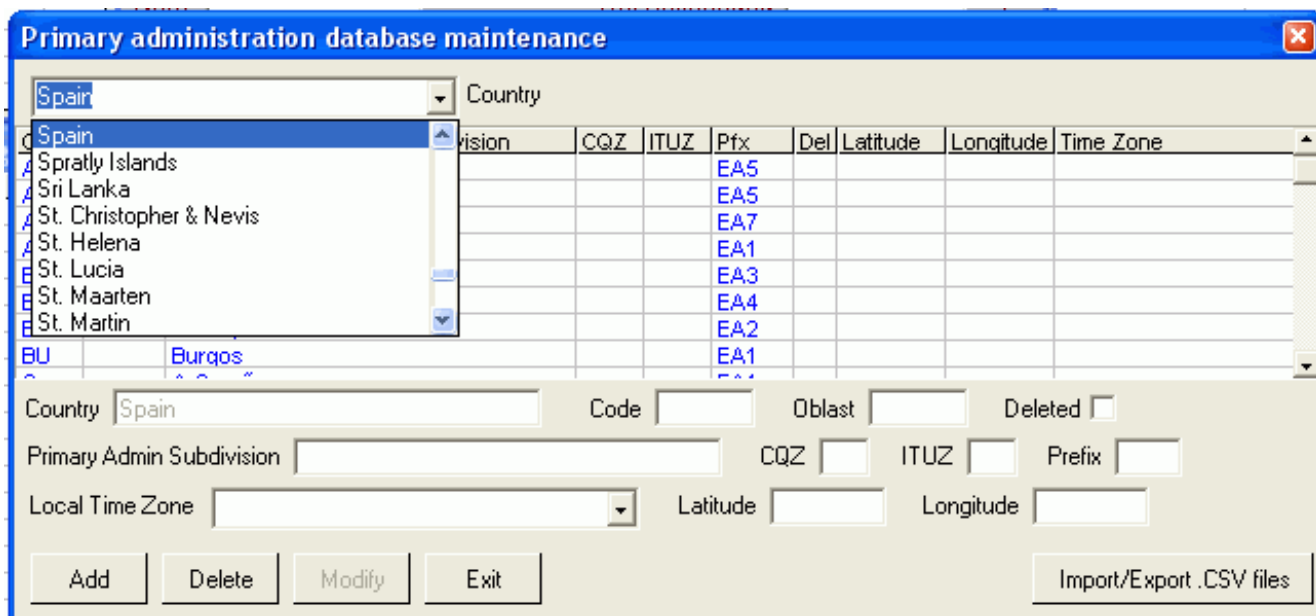 Primary administration database maintenance
Spain Country
Spain
Spratly Islands
Sri Lanka
St. Christopher & Nevis
St. Helena
St. Lucia
St. Maarten
St. Martin
CQZ ITUZ Pfx Del Latitude Longitude Time Zone
EA5
EA5
EA7
EA1
EA3
EA4
EA2
BU Burgos EA1
Country Spain Code Oblast Deleted
Primary Admin Subdivision CQZ ITUZ Prefix
Local Time Zone Latitude Longitude
Add Delete Modify Exit Import/Export .CSV files